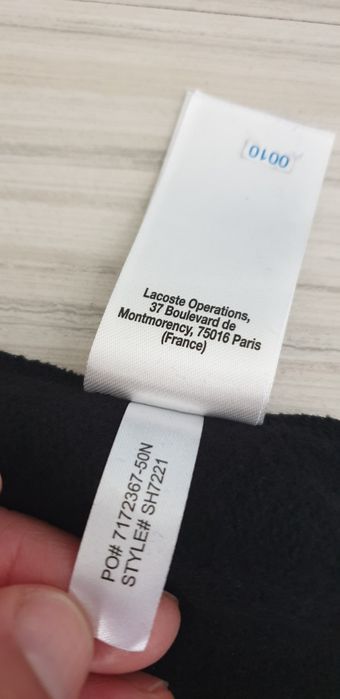 0010
Lacoste Operations,
37 Boulevard de
Montmorency, 75016 Paris
(France)
PO# 7172367-50N
STYLE# SH7221